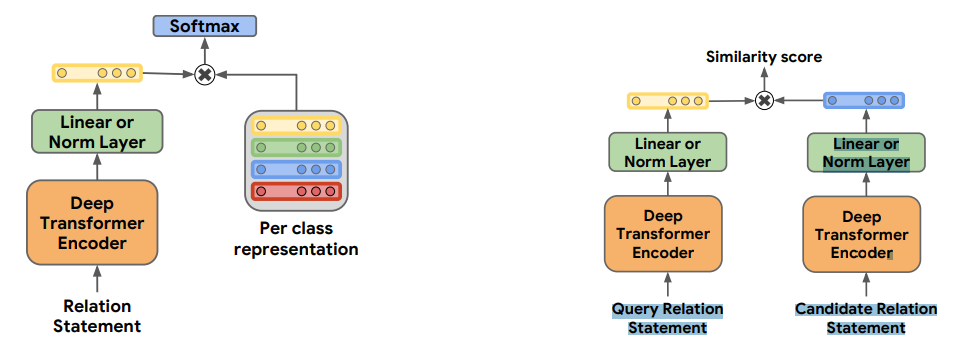 Softmax
Linear or
Norm Layer
Deep
Transformer
Encoder
Per class
representation
Relation
Statement
Similarity score
Linear or
Norm Layer
Linear or
Norm Layer
Deep
Transformer
Encoder
Deep
Transformer
Encoder
Query Relation
Statement
Candidate Relation
Statement